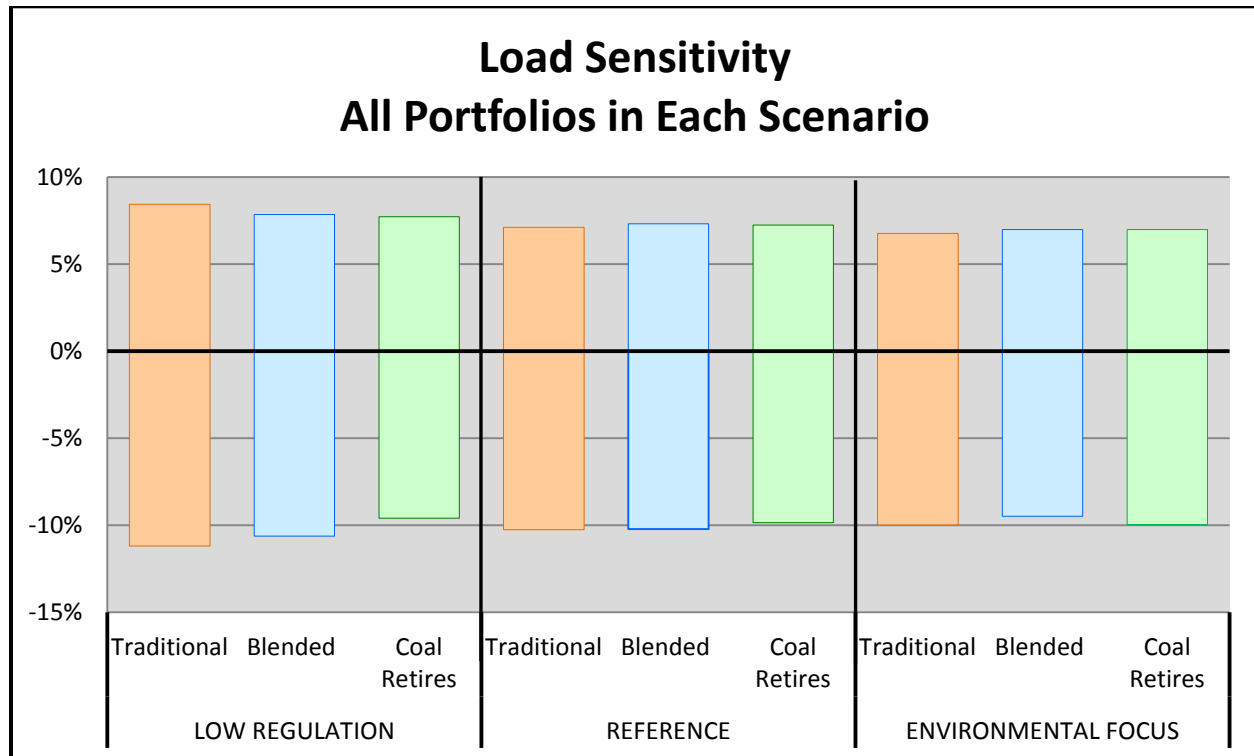 Load Sensitivity
All Portfolios in Each Scenario
10%
5%
0%
-5%
-10%
-15%
Traditional Blended Coal Retires Traditional Blended Coal Retires Traditional Blended Coal Retires
LOW REGULATION REFERENCE ENVIRONMENTAL FOCUS